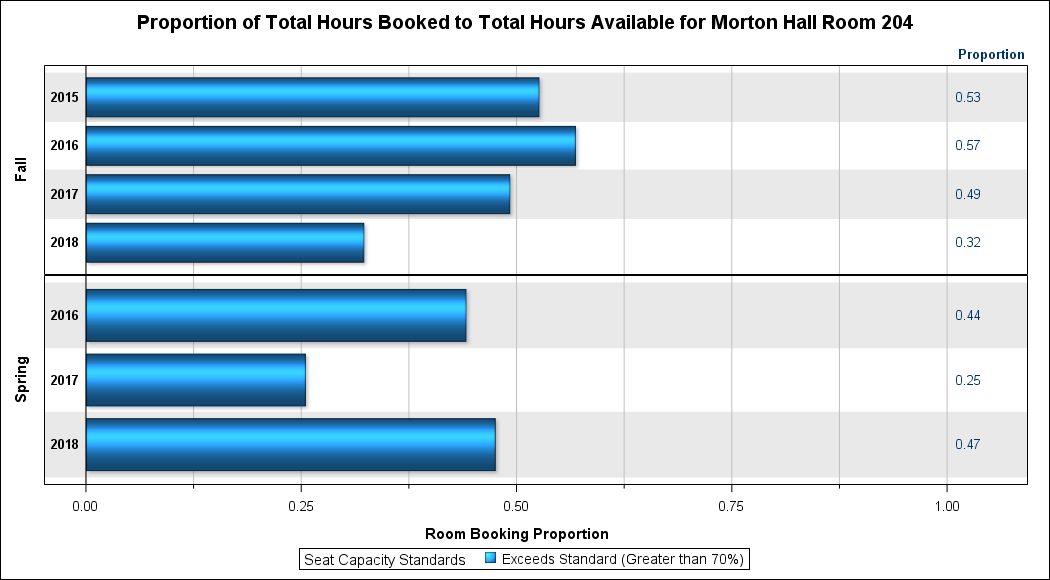 Proportion of Total Hours Booked to Total Hours Available for Morton Hall Room 204
Proportion
Fall
2015 0.53
2016 0.57
2017 0.49
2018 0.32
Spring
2016 0.44
2017 0.25
2018 0.47
0.00 0.25 0.50 0.75 1.00
Room Booking Proportion
Seat Capacity Standards Exceeds Standard (Greater than 70%)